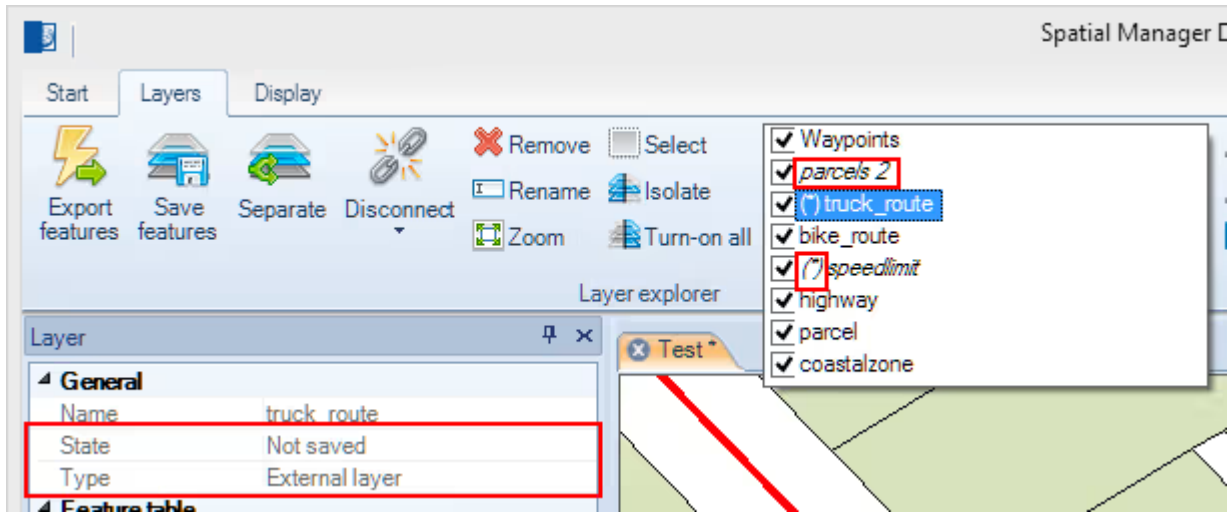 Spatial Manager D
Start Layers Display
Export features
Save features
Separate
Disconnect
Remove
Rename
Zoom
Select
Isolate
Turn-on all
Layer explorer
Waypoints
parcels 2
(*) truck_route
bike_route
(*) speedlimit
highway
parcel
coastalzone
Layer
Test*
General
Name truck_route
State Not saved
Type External layer
Feature table